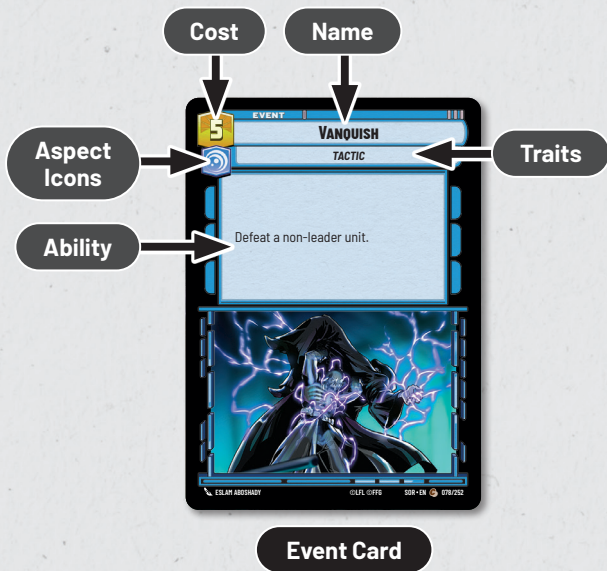 Cost
Name
EVENT
5
VANQUISH
Aspect
Icons
TACTIC
Traits
Ability
Defeat a non-leader unit.
ESLAM ABOSHADY ©LFL ©FFG SOR•EN 078/252
Event Card